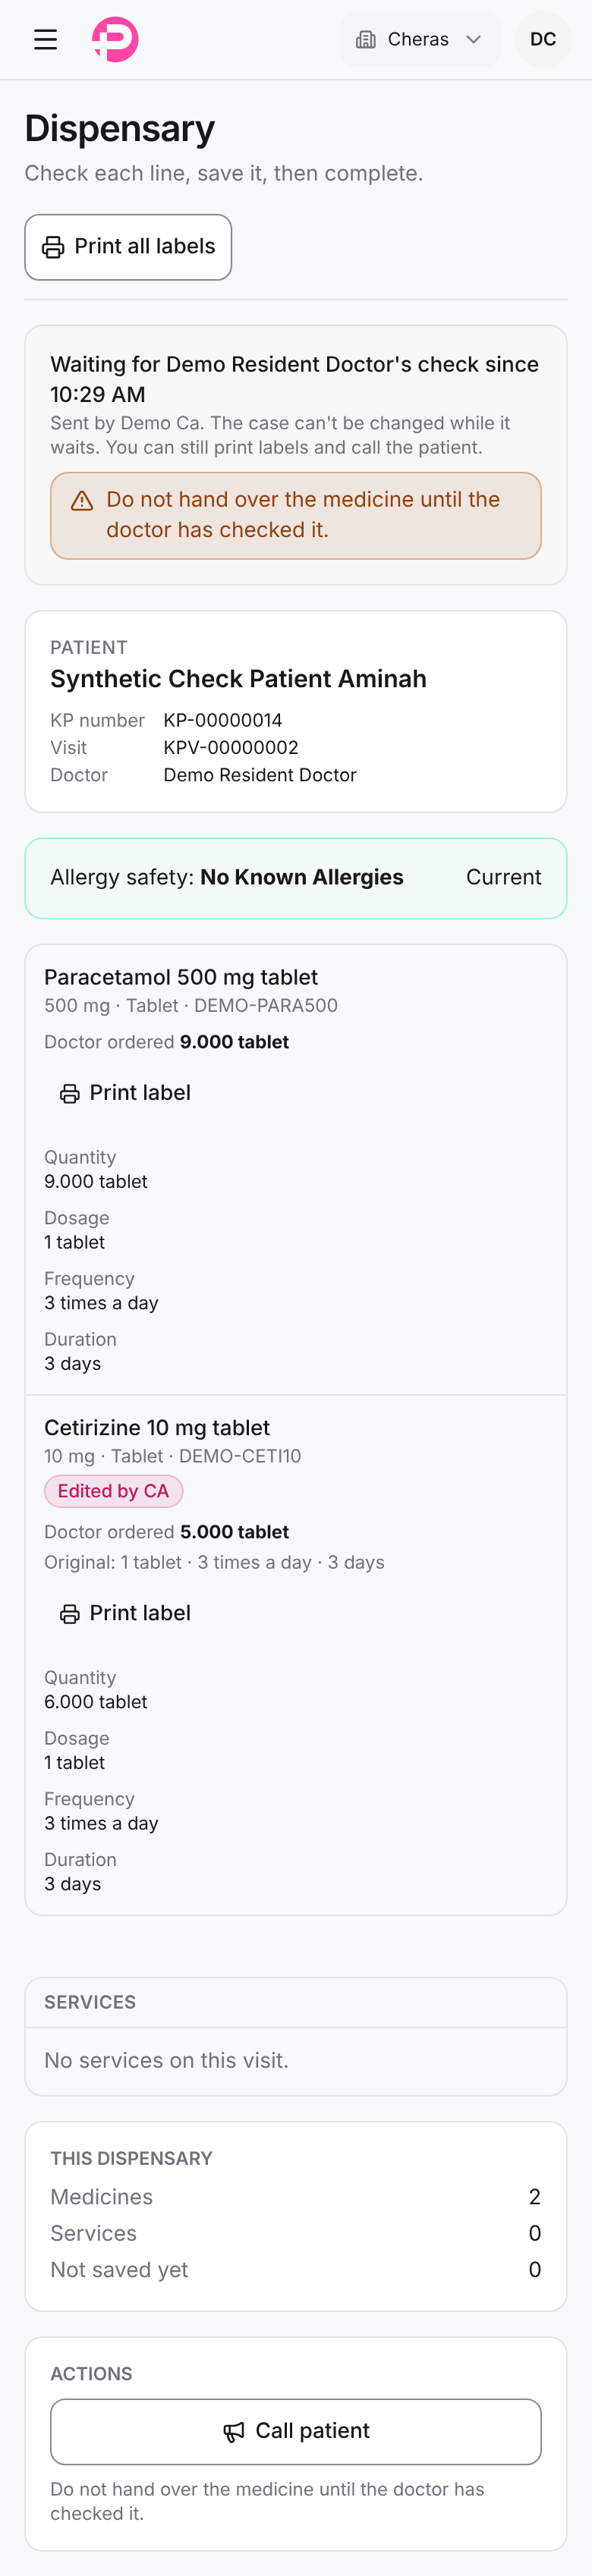 Cheras
DC
Dispensary
Check each line, save it, then complete.
Print all labels
Waiting for Demo Resident Doctor's check since
10:29 AM
Sent by Demo Ca. The case can't be changed while it
waits. You can still print labels and call the patient.
Do not hand over the medicine until the
doctor has checked it.
PATIENT
Synthetic Check Patient Aminah
KP number KP-00000014
Visit KPV-00000002
Doctor Demo Resident Doctor
Allergy safety: No Known Allergies Current
Paracetamol 500 mg tablet
500 mg · Tablet · DEMO-PARA500
Doctor ordered 9.000 tablet
Print label
Quantity
9.000 tablet
Dosage
1 tablet
Frequency
3 times a day
Duration
3 days
Cetirizine 10 mg tablet
10 mg · Tablet · DEMO-CETI10
Edited by CA
Doctor ordered 5.000 tablet
Original: 1 tablet · 3 times a day · 3 days
Print label
Quantity
6.000 tablet
Dosage
1 tablet
Frequency
3 times a day
Duration
3 days
SERVICES
No services on this visit.
THIS DISPENSARY
Medicines 2
Services 0
Not saved yet 0
ACTIONS
Call patient
Do not hand over the medicine until the doctor has
checked it.